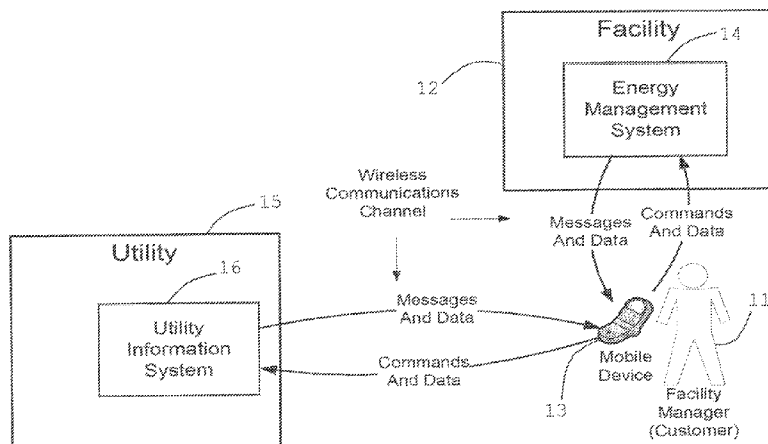 Facility
14
12
Energy
Management
System
Wireless
Communications
Channel
15
Messages
And Data
Commands
And Data
Utility
16
Utility
Information
System
Messages
And Data
Commands
And Data
Mobile
Device
13
11
Facility
Manager
(Customer)